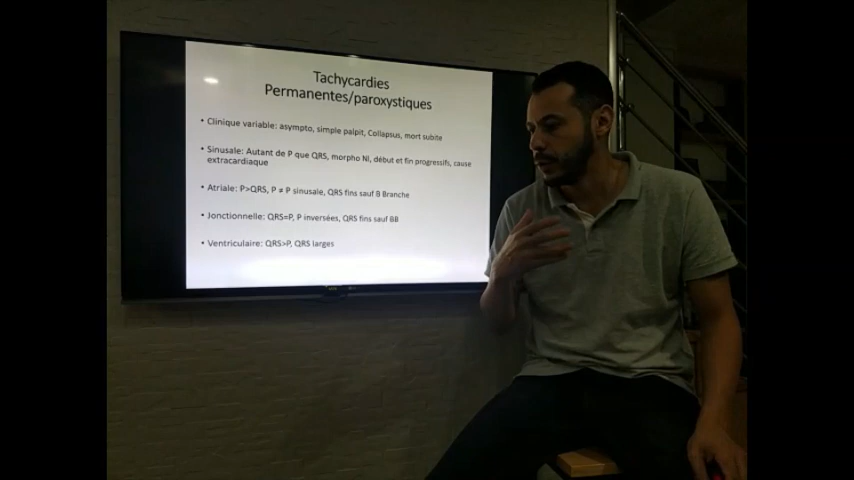 Tachycardies
Permanentes/paroxystiques
• Clinique variable: asympto, simple palpit, Collapsus, mort subite
• Sinusale: Autant de P que QRS, morpho Nl, début et fin progressifs, cause
extracardiaque
• Atriale: P>QRS, P ≠ P sinusale, QRS fins sauf B Branche
• Jonctionnelle: QRS=P, P inversées, QRS fins sauf BB
• Ventriculaire: QRS>P, QRS larges